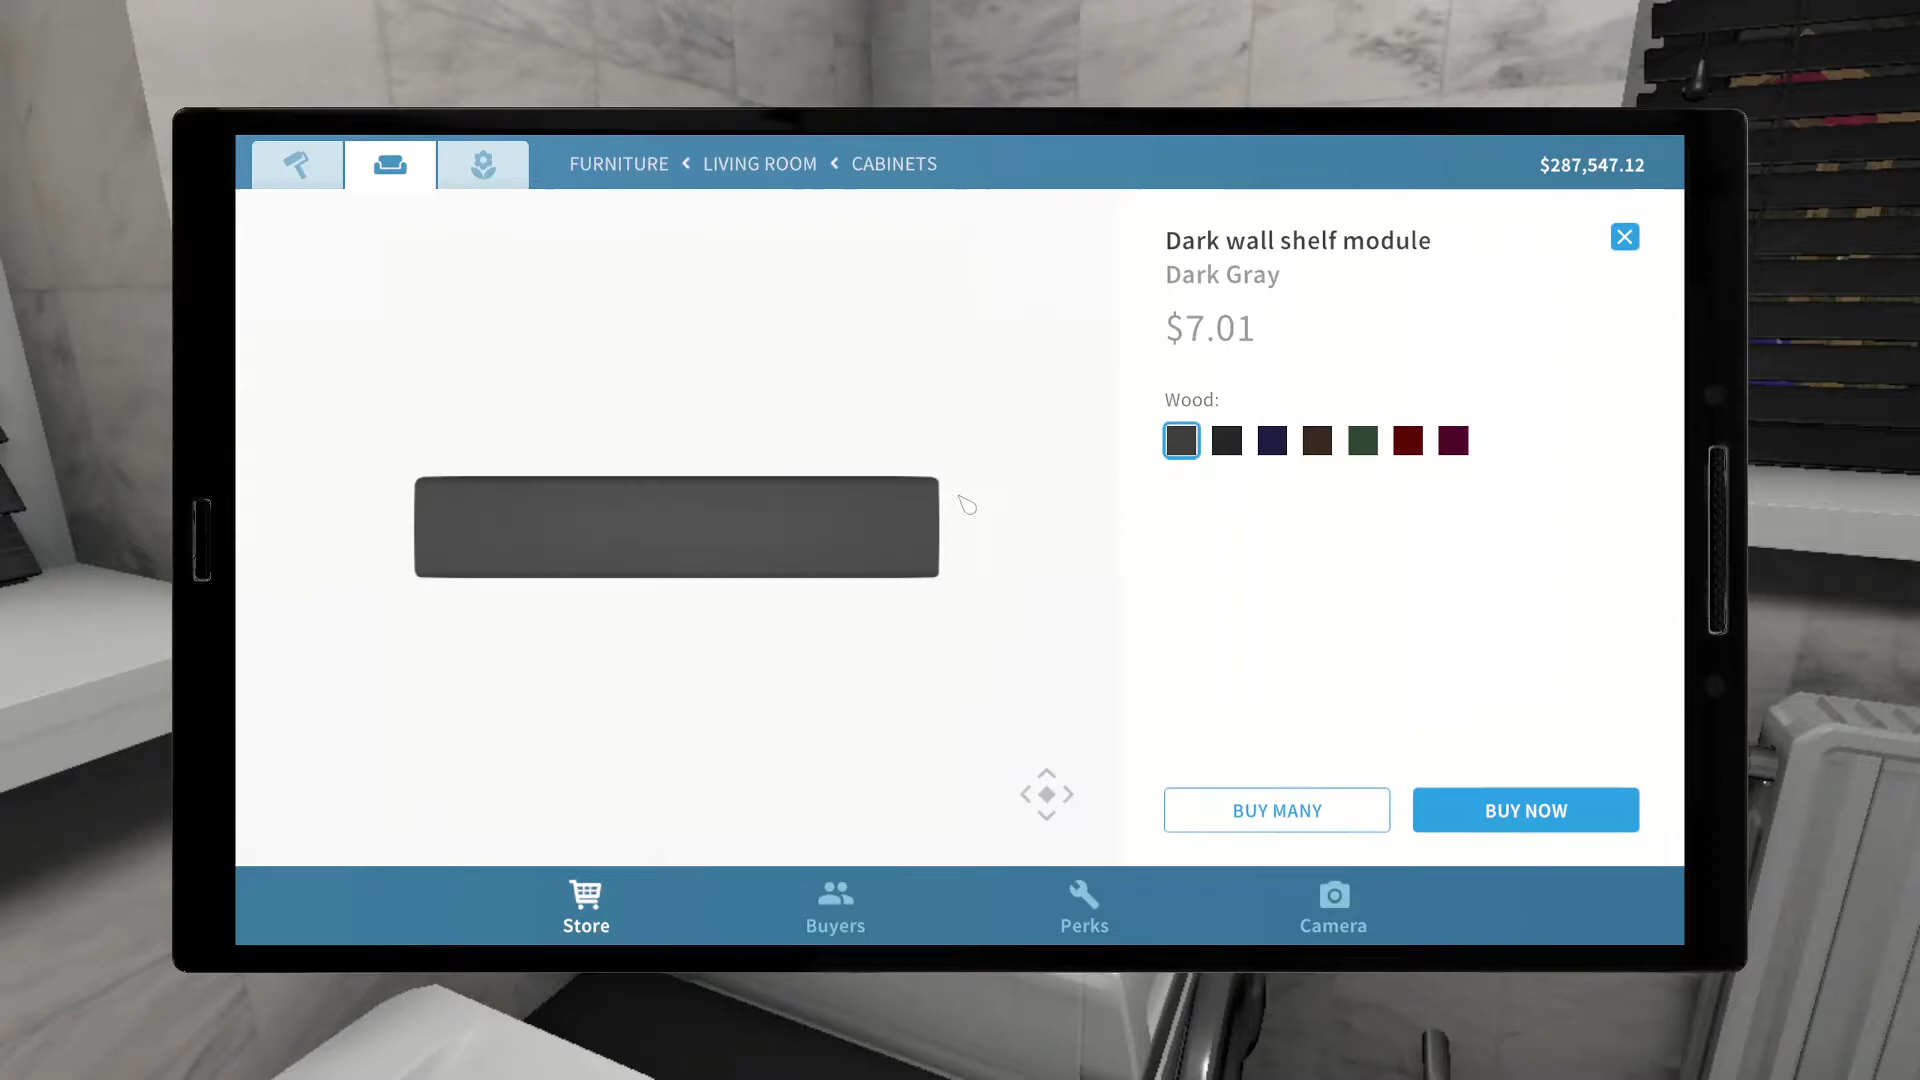 FURNITURE < LIVING ROOM < CABINETS
$287,547.12
Dark wall shelf module
Dark Gray
$7.01
Wood:
BUY MANY
BUY NOW
Store
Buyers
Perks
Camera